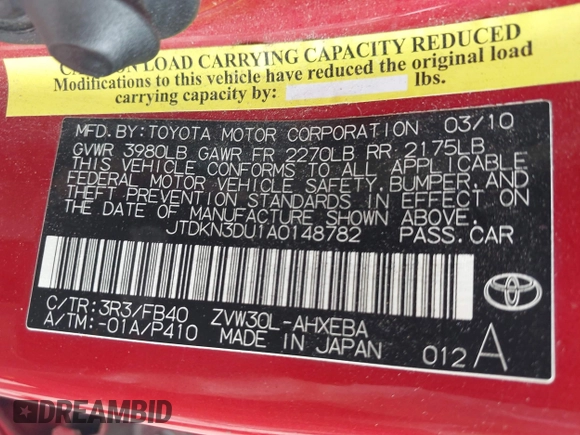 CAUTION LOAD CARRYING CAPACITY REDUCED
Modifications to this vehicle have reduced the original load
carrying capacity by: lbs.
MFD. BY: TOYOTA MOTOR CORPORATION 03/10
GVWR 3980LB GAWR FR 2270LB RR 2175LB
THIS VEHICLE CONFORMS TO ALL APPLICABLE
FEDERAL MOTOR VEHICLE SAFETY, BUMPER, AND
THEFT PREVENTION STANDARDS IN EFFECT ON
THE DATE OF MANUFACTURE SHOWN ABOVE.
JTDKN3DU1A0148782 PASS. CAR
C/TR: 3R3/FB40 ZVW30L-AHXEBA
A/TM: -01A/P410 MADE IN JAPAN 012 A
TOYOTA
DREAMBID